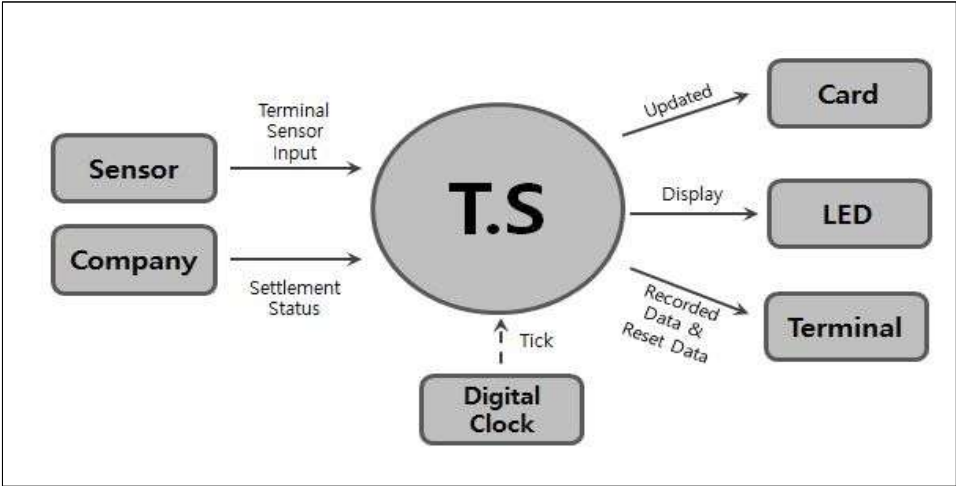 Sensor
Terminal
Sensor
Input
Company
Settlement
Status
T.S
Tick
Digital
Clock
Updated
Card
Display
LED
Recorded
Data &
Reset Data
Terminal